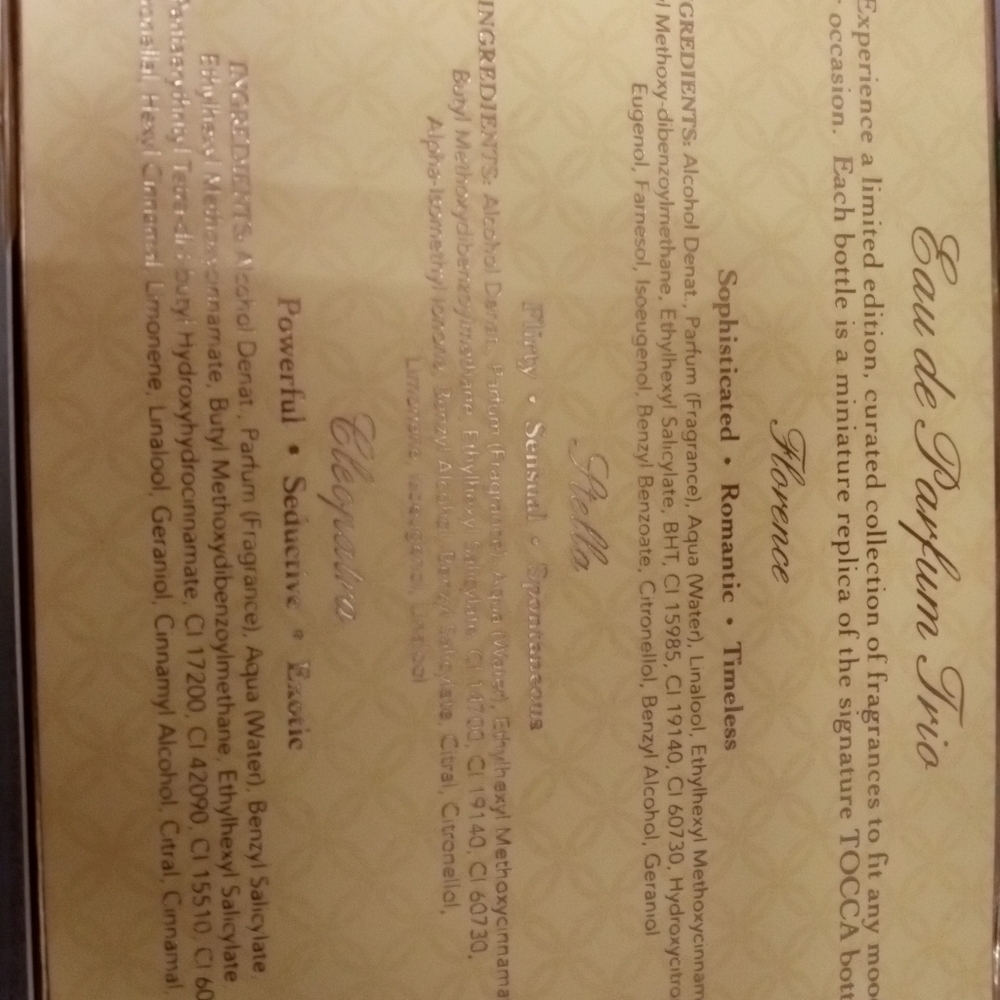 Eau de Parfum Trio
Experience a limited edition, curated collection of fragrances to fit any moo
occasion. Each bottle is a miniature replica of the signature TOCCA bott
Florence
Sophisticated • Romantic • Timeless
GREDIENTS: Alcohol Denat., Parfum (Fragrance), Aqua (Water), Linalool, Ethylhexyl Methoxycinnam
l Methoxy-dibenzoylmethane, Ethylhexyl Salicylate, BHT, CI 15985, CI 19140, CI 60730, Hydroxycitro
Eugenol, Farnesol, Isoeugenol, Benzyl Benzoate, Citronellol, Benzyl Alcohol, Geraniol
Stella
Flirty • Sensual • Spontaneous
INGREDIENTS: Alcohol Denat., Parfum (Fragrance), Aqua (Water), Ethylhexyl Methoxycinnama
Butyl Methoxydibenzoylmethane, Ethylhexyl Salicylate, CI 14700, CI 19140, CI 60730,
Alpha-Isomethyl Ionone, Benzyl Alcohol, Benzyl Salicylate, Citral, Citronellol,
Limonene, Isoeugenol, Linalool
Cleopatra
Powerful • Seductive • Exotic
INGREDIENTS: Alcohol Denat., Parfum (Fragrance), Aqua (Water), Benzyl Salicylate,
Ethylhexyl Methoxycinnamate, Butyl Methoxydibenzoylmethane, Ethylhexyl Salicylate
Pentaerythrityl Tetra-di-t-butyl Hydroxyhydrocinnamate, CI 17200, CI 42090, CI 15510, CI 60
Hexyl Cinnamal, Limonene, Linalool, Geraniol, Cinnamyl Alcohol, Citral, Cinnamal,